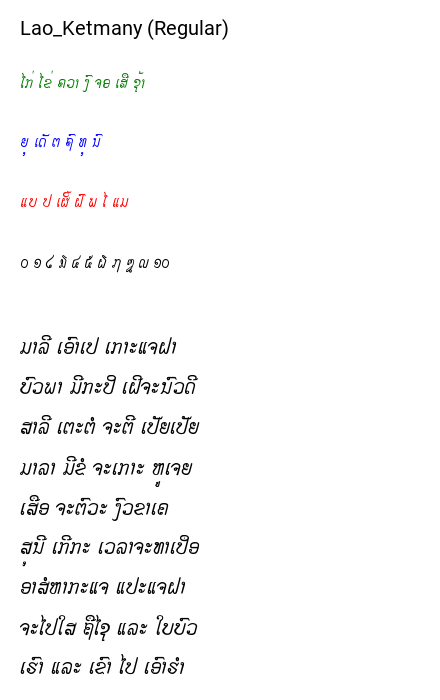 Lao_Ketmany (Regular)
ໄກ່ ໄຂ່ ຄວາ ງົ ຈອ ເສີ ຊຸ້າ
ຍຸ ເດັ ຕ ຖົ ທຸ ນົ
ແບ ປ ເຜິ້ ຝົ ພ ໄ ແມ
໐ ໑ ໒ ໓ ໔ ໕ ໖ ໗ ໘ ໙ ໑໐
ມາລີ ເອົາເປ ເກາະແຈຝາ
ບົວພາ ມີກະປິ ເຝີຈະນົວດີ
ສາລີ ເຕະຕໍ ຈະຕີ ເປັຍເປັຍ
ມາລາ ມີຂໍ ຈະເກາະ ຫູເຈຍ
ເສືອ ຈະຕົວະ ງົວຂາເຄ
ສຸນີ ເກີກະ ເວລາຈະທາເປິອ
ອາສໍຫາກະແຈ ແປະແຈຝາ
ຈະໄປໃສ ຖືໄຊຸ ແລະ ໃບບົວ
ເຮົາ ແລະ ເຂົາ ໄປ ເອົາຮໍາ